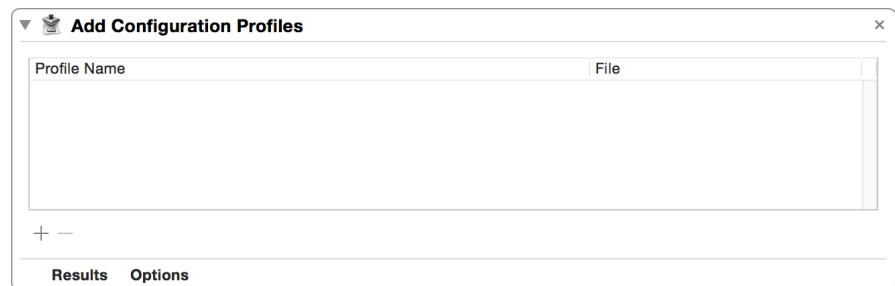 Add Configuration Profiles
Profile Name File
Results Options